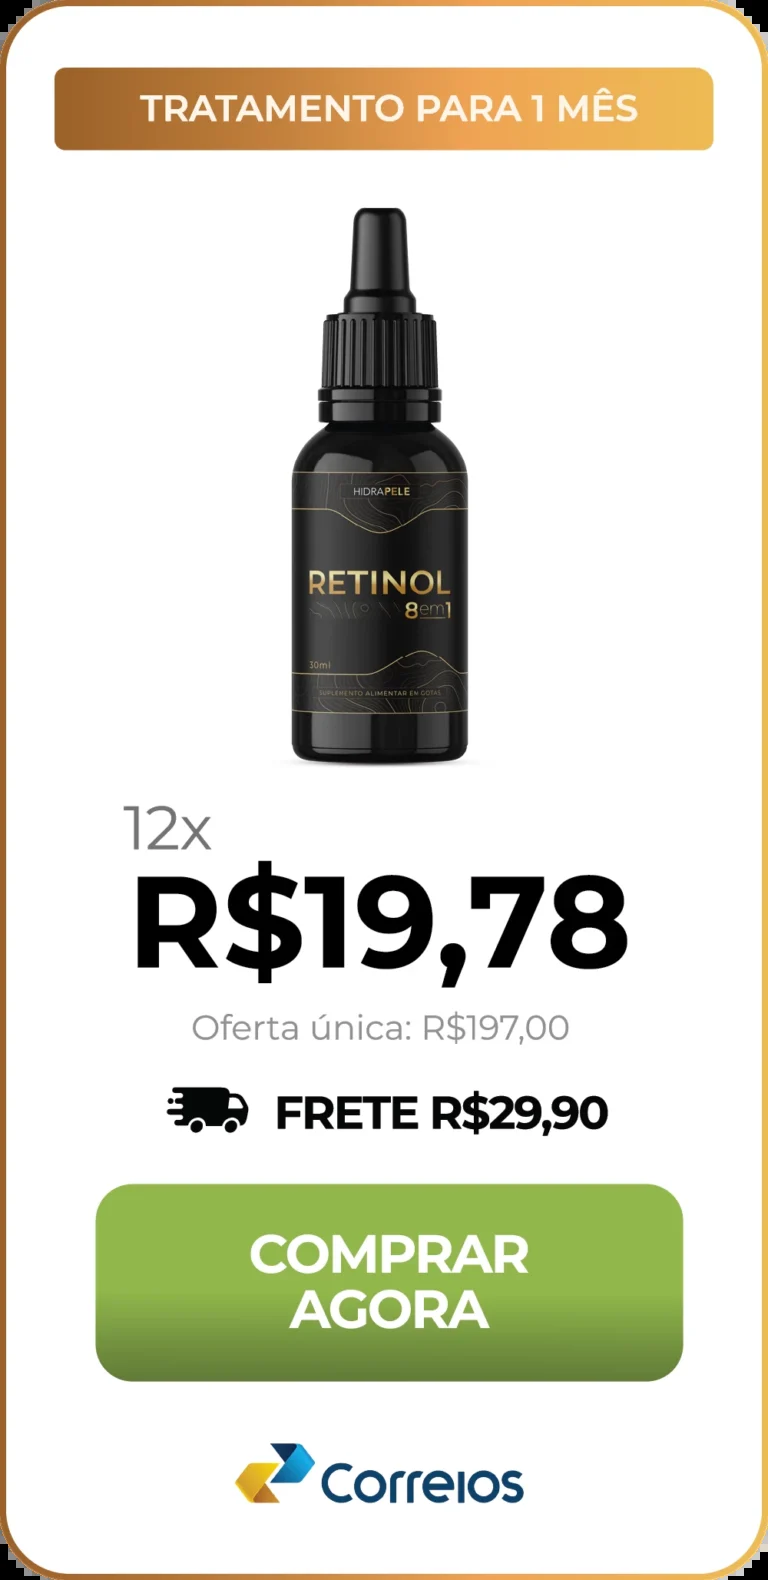 TRATAMENTO PARA 1 MÊS
HIDRAPELE
RETINOL
8em1
30ml
SUPLEMENTO ALIMENTAR EM GOTAS
12x
R$19,78
Oferta única: R$197,00
FRETE R$29,90
COMPRAR
AGORA
Correios